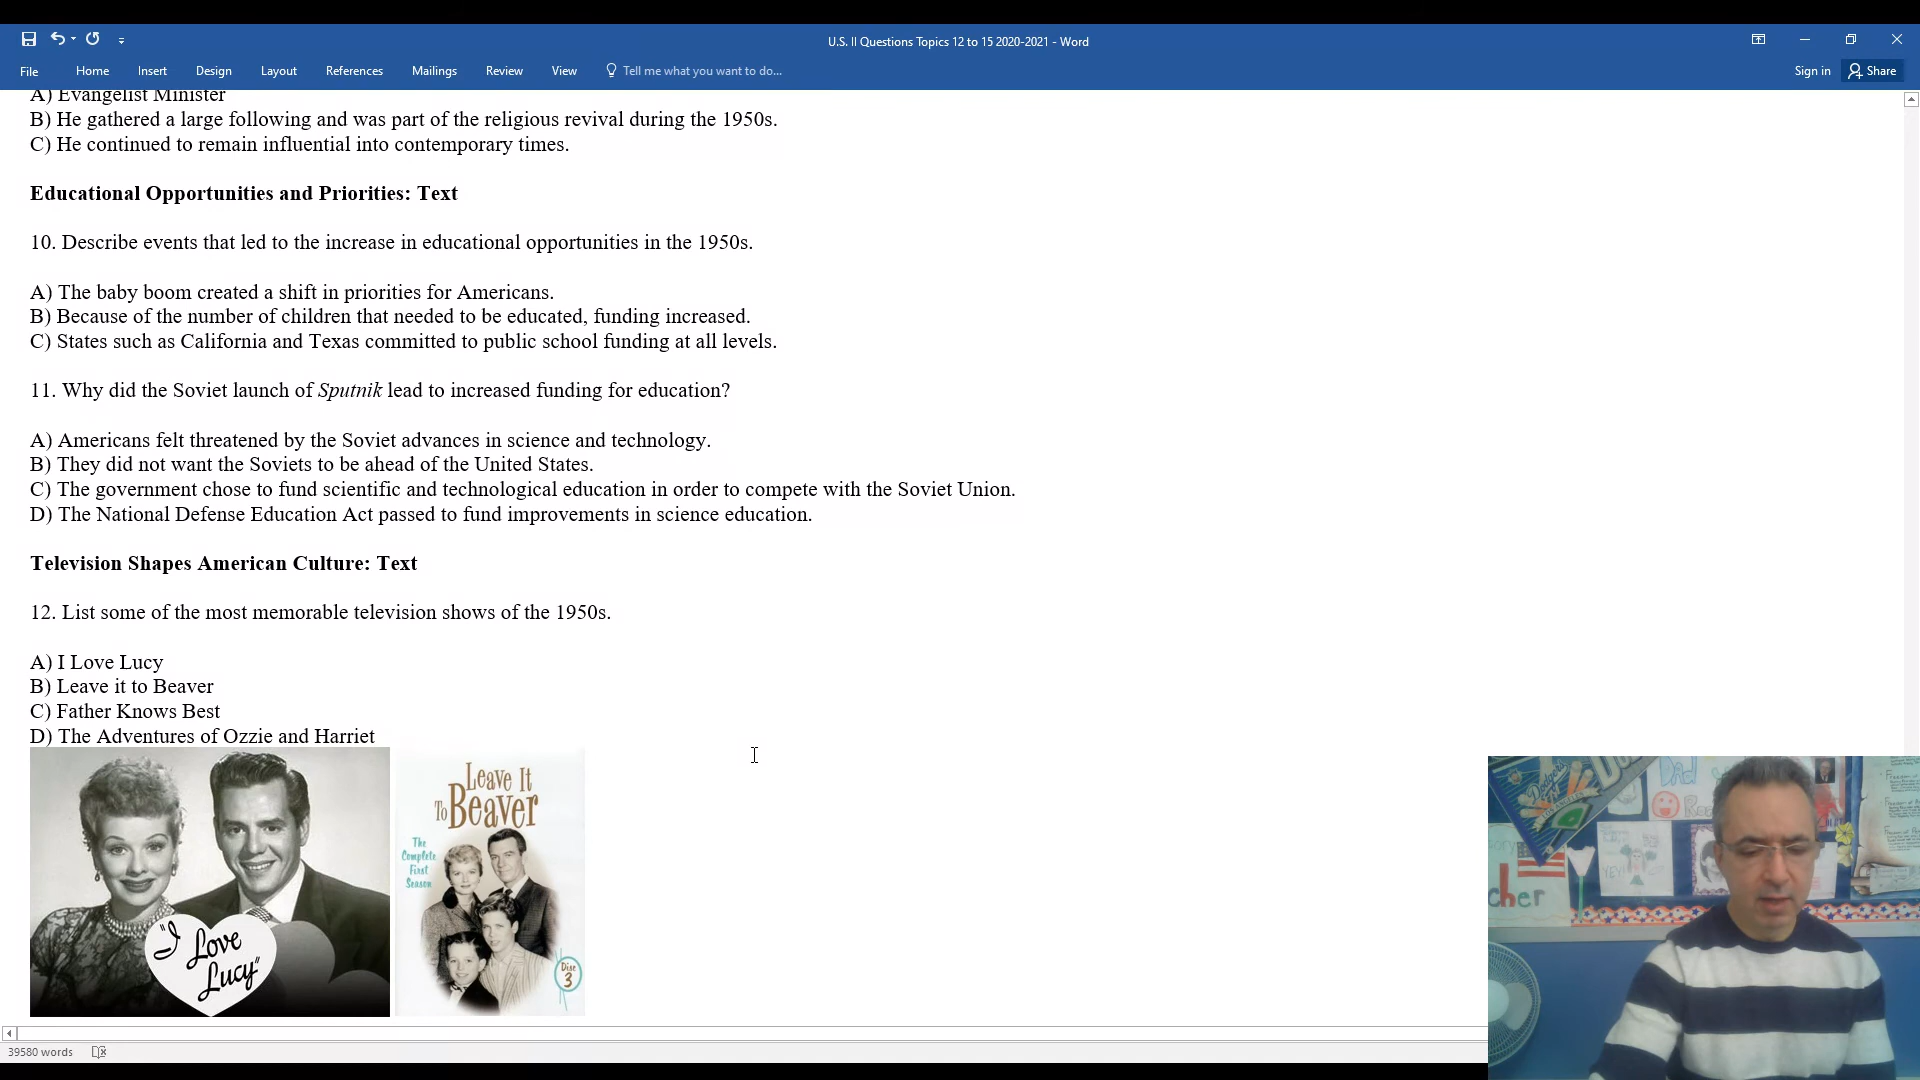 U.S. II Questions Topics 12 to 15 2020-2021 - Word
File Home Insert Design Layout References Mailings Review View Tell me what you want to do... Sign in Share
A) Evangelist Minister
B) He gathered a large following and was part of the religious revival during the 1950s.
C) He continued to remain influential into contemporary times.
Educational Opportunities and Priorities: Text
10. Describe events that led to the increase in educational opportunities in the 1950s.
A) The baby boom created a shift in priorities for Americans.
B) Because of the number of children that needed to be educated, funding increased.
C) States such as California and Texas committed to public school funding at all levels.
11. Why did the Soviet launch of Sputnik lead to increased funding for education?
A) Americans felt threatened by the Soviet advances in science and technology.
B) They did not want the Soviets to be ahead of the United States.
C) The government chose to fund scientific and technological education in order to compete with the Soviet Union.
D) The National Defense Education Act passed to fund improvements in science education.
Television Shapes American Culture: Text
12. List some of the most memorable television shows of the 1950s.
A) I Love Lucy
B) Leave it to Beaver
C) Father Knows Best
D) The Adventures of Ozzie and Harriet
"I
Love
Lucy"
Leave It
To Beaver
The
Complete
First
Season
Disc
3
Dodgers
DAD
cher
39580 words